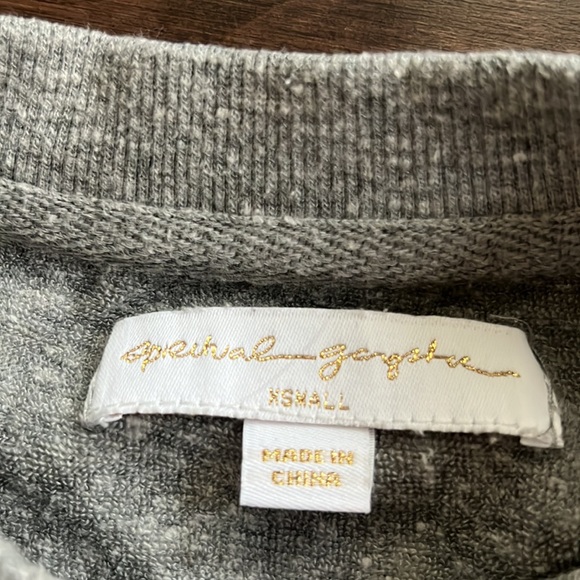 spiritual gangster
XSMALL
MADE IN
CHINA